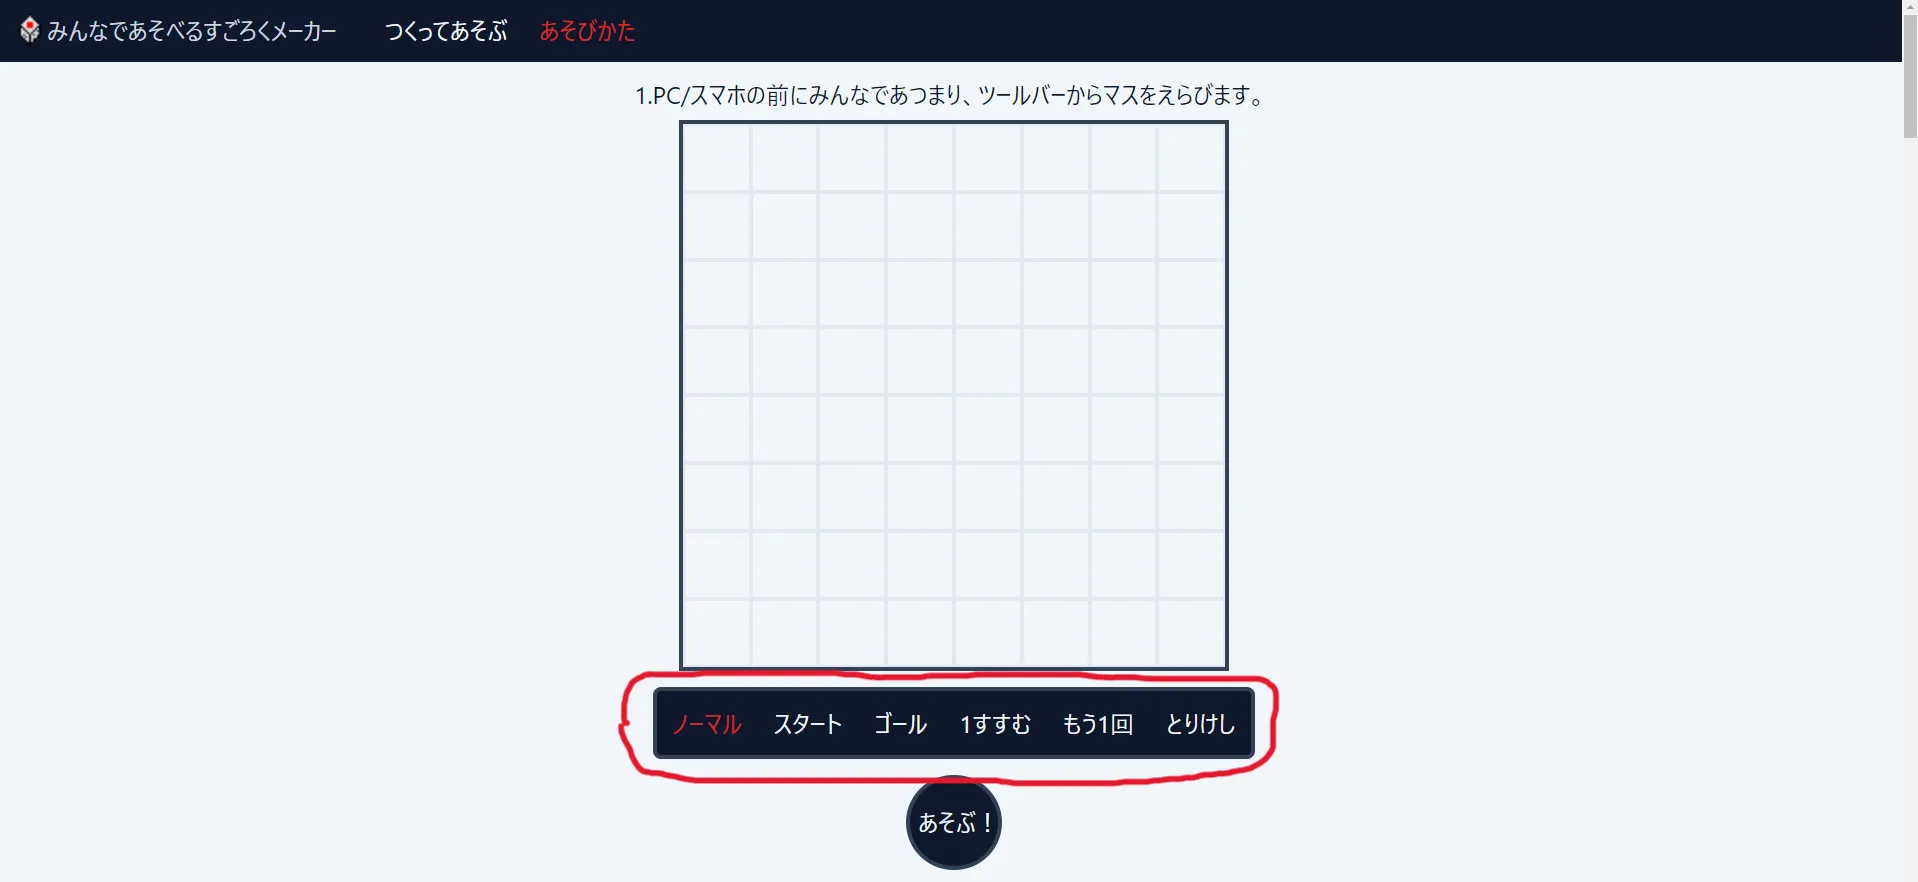 みんなであそべるすごろくメーカー つくってあそぶ あそびかた
1.PC/スマホの前にみんなであつまり、ツールバーからマスをえらびます。
ノーマル スタート ゴール 1すすむ もう1回 とりけし
あそぶ！